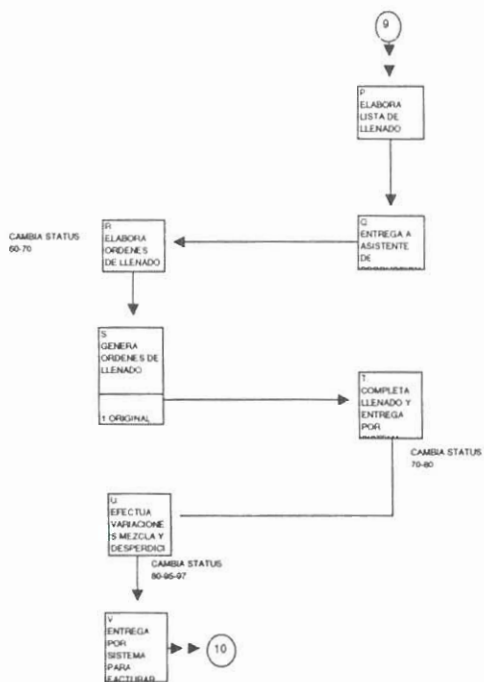 9
P
ELABORA
LISTA DE
LLENADO
Q
ENTREGA A
ASISTENTE
DE
R
ELABORA
ORDENES
DE LLENADO
CAMBIA STATUS
60-70
S
GENERA
ORDENES DE
LLENADO
1 ORIGINAL
T
COMPLETA
LLENADO Y
ENTREGA
POR
CAMBIA STATUS
70-80
U
EFECTUA
VARIACIONE
S MEZCLA Y
DESPERDICI
CAMBIA STATUS
80-95-97
V
ENTREGA
POR
SISTEMA
PARA
FACTURAR
10